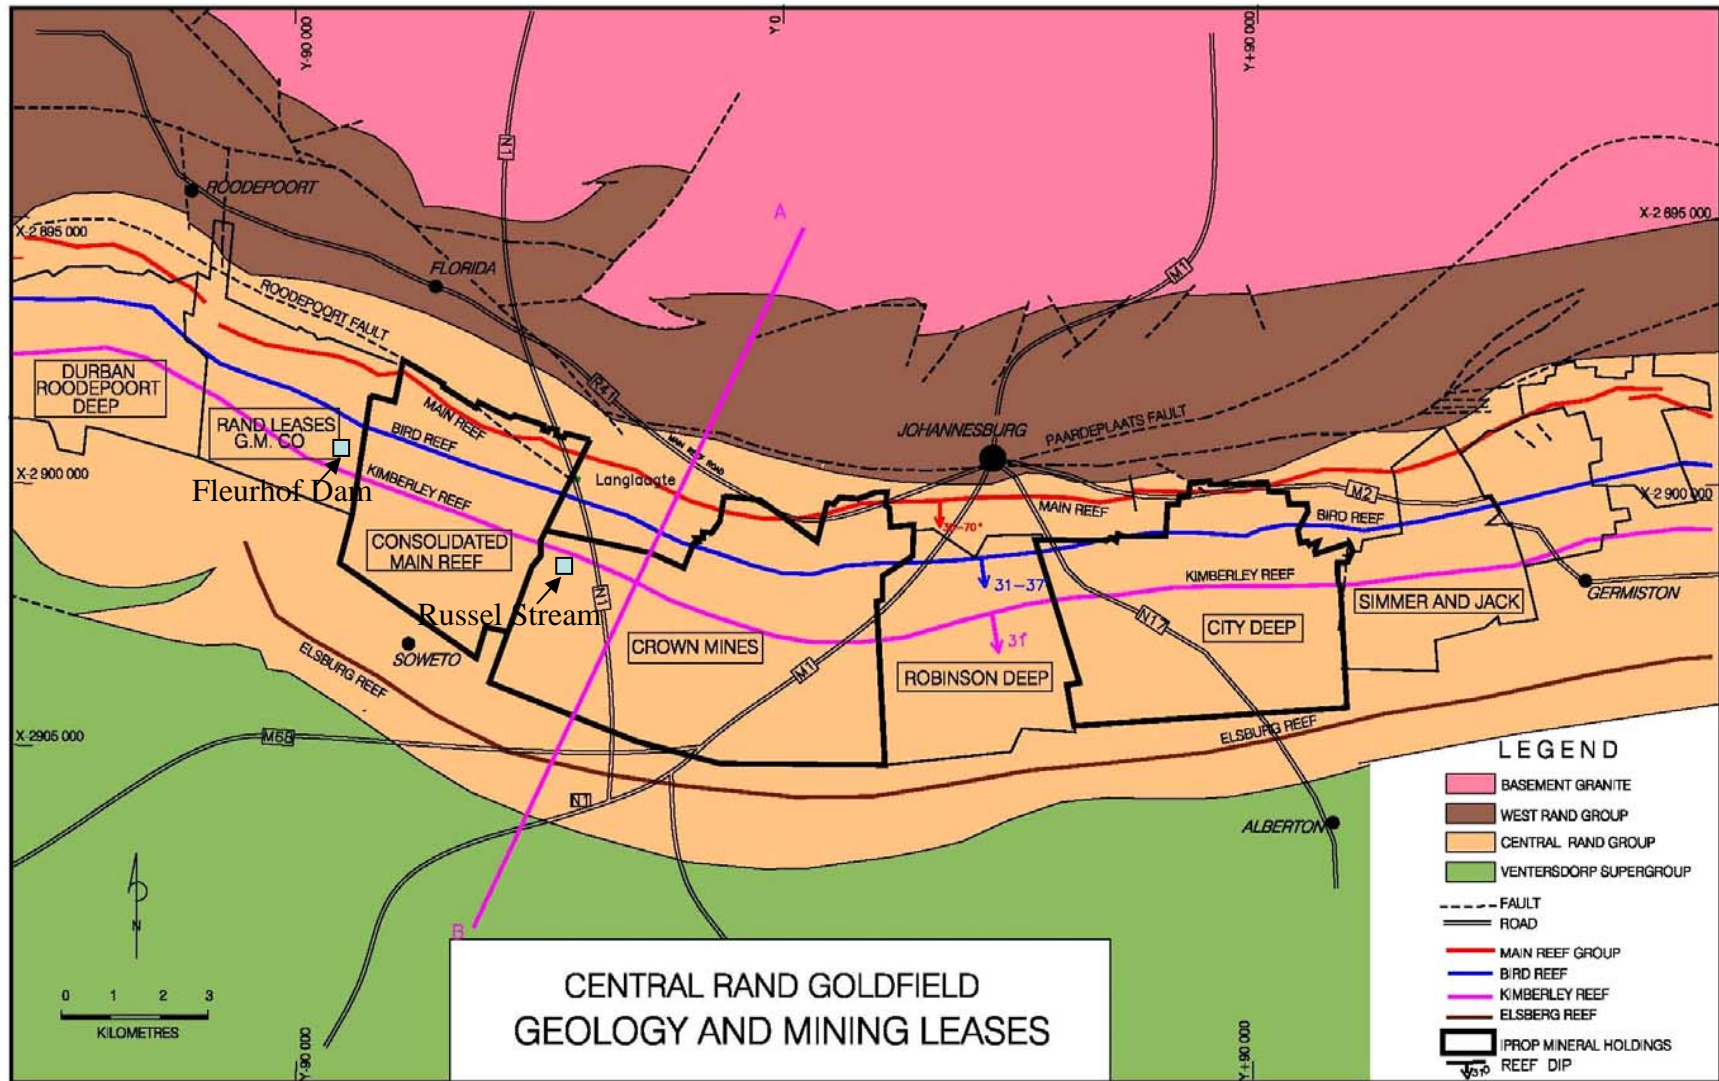 Y-90 000
Y 0
Y+90 000
N1
ROODEPOORT
A
X-2 895 000
X-2 895 000
FLORIDA
M1
ROODEPOORT FAULT
DURBAN
ROODEPOORT
DEEP
R41
RAND LEASES
G.M. CO
MAIN REEF
BIRD REEF
MAIN REEF ROAD
JOHANNESBURG
PAARDEPLAATS FAULT
X-2 900 000
Fleurhof Dam
KIMBERLEY REEF
Langlaagte
M2
X-2 900 000
MAIN REEF
BIRD REEF
CONSOLIDATED
MAIN REEF
31-37
KIMBERLEY REEF
N1
Russel Stream
SIMMER AND JACK
GERMISTON
N17
CITY DEEP
31°
CROWN MINES
SOWETO
ELSBURG REEF
M1
ROBINSON DEEP
X-2905 000
M68
ELSBURG REEF
N1
ALBERTON
B
N
0 1 2 3
KILOMETRES
Y-90 000
Y+90 000
CENTRAL RAND GOLDFIELD
GEOLOGY AND MINING LEASES
LEGEND
BASEMENT GRANITE
WEST RAND GROUP
CENTRAL RAND GROUP
VENTERSDORP SUPERGROUP
FAULT
ROAD
MAIN REEF GROUP
BIRD REEF
KIMBERLEY REEF
ELSBERG REEF
IPROP MINERAL HOLDINGS
REEF DIP